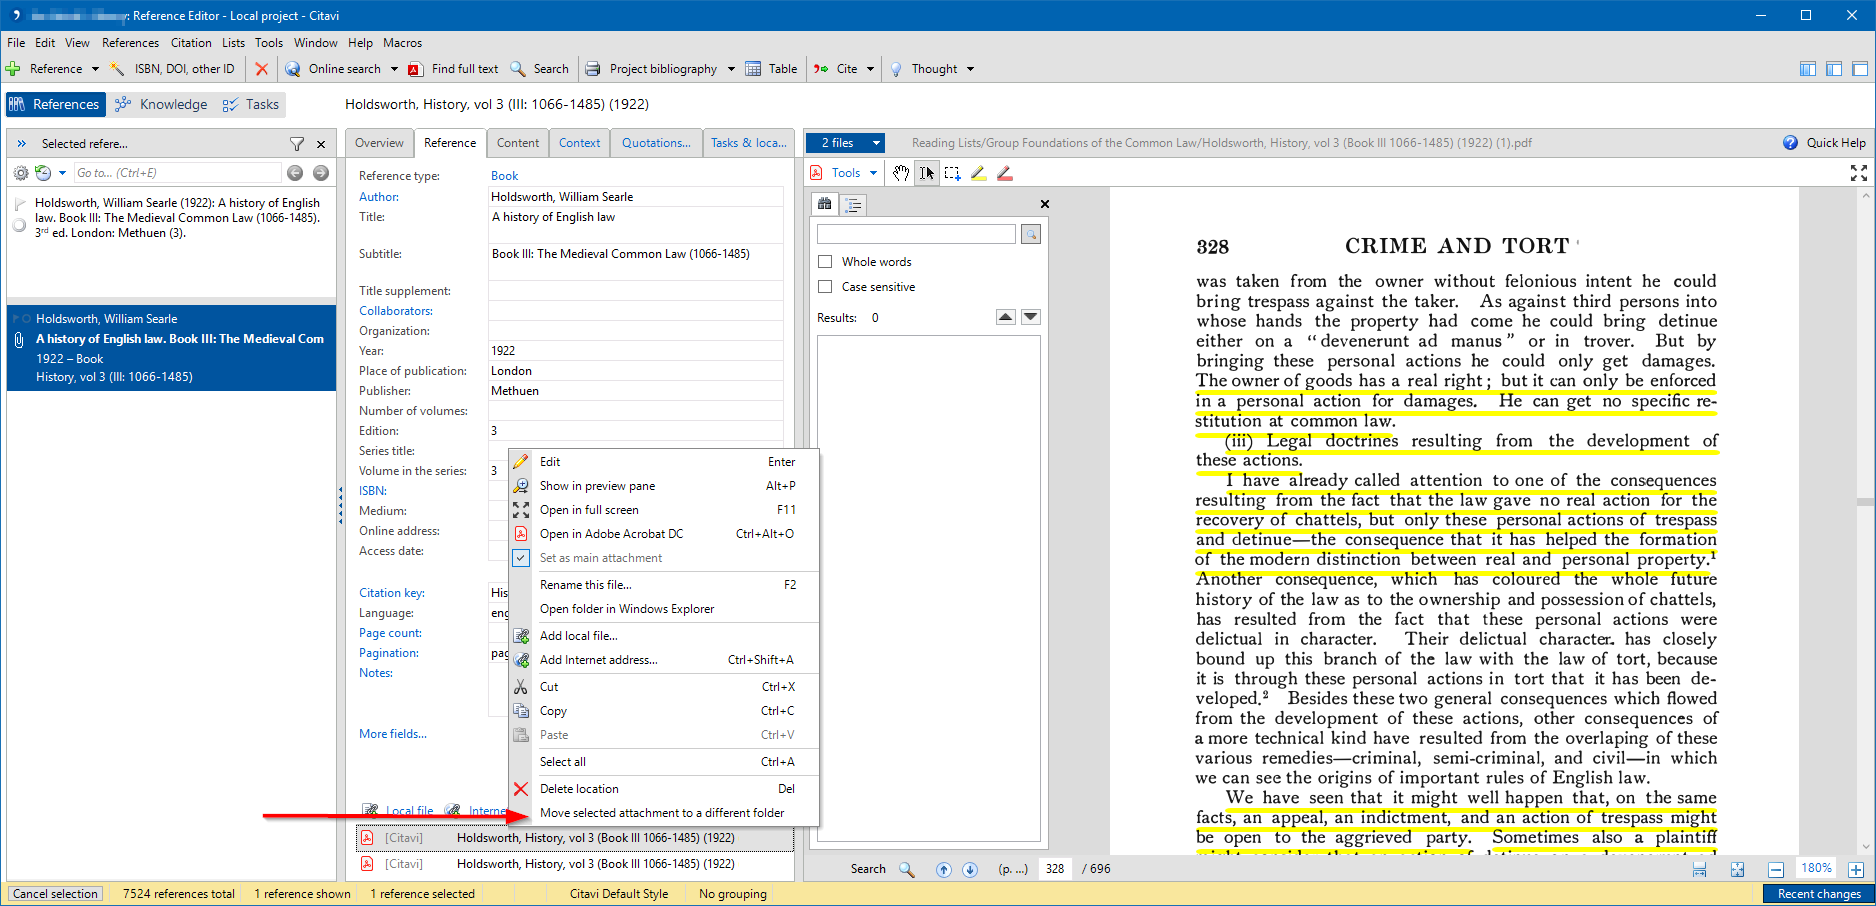 : Reference Editor - Local project - Citavi
File Edit View References Citation Lists Tools Window Help Macros
Reference ISBN, DOI, other ID Online search Find full text Search Project bibliography Table Cite Thought
References Knowledge Tasks Holdsworth, History, vol 3 (III: 1066-1485) (1922)
Selected refere...
Go to... (Ctrl+E)
Holdsworth, William Searle (1922): A history of English
law. Book III: The Medieval Common Law (1066-1485).
3rd ed. London: Methuen (3).
Holdsworth, William Searle
A history of English law. Book III: The Medieval Com
1922 – Book
History, vol 3 (III: 1066-1485)
Overview Reference Content Context Quotations... Tasks & loca...
Reference type: Book
Author: Holdsworth, William Searle
Title: A history of English law
Subtitle: Book III: The Medieval Common Law (1066-1485)
Title supplement:
Collaborators:
Organization:
Year: 1922
Place of publication: London
Publisher: Methuen
Number of volumes:
Edition: 3
Series title:
Volume in the series: 3
ISBN:
Medium:
Online address:
Access date:
Citation key: His
Language: eng
Page count:
Pagination: pag
Notes:
More fields...
Local file Interne
[Citavi] Holdsworth, History, vol 3 (Book III 1066-1485) (1922)
[Citavi] Holdsworth, History, vol 3 (Book III 1066-1485) (1922)
Edit Enter
Show in preview pane Alt+P
Open in full screen F11
Open in Adobe Acrobat DC Ctrl+Alt+O
Set as main attachment
Rename this file... F2
Open folder in Windows Explorer
Add local file...
Add Internet address... Ctrl+Shift+A
Cut Ctrl+X
Copy Ctrl+C
Paste Ctrl+V
Select all Ctrl+A
Delete location Del
Move selected attachment to a different folder
2 files Reading Lists/Group Foundations of the Common Law/Holdsworth, History, vol 3 (Book III 1066-1485) (1922) (1).pdf Quick Help
Tools
Whole words
Case sensitive
Results: 0
328 CRIME AND TORT
was taken from the owner without felonious intent he could
bring trespass against the taker. As against third persons into
whose hands the property had come he could bring detinue
either on a "devenerunt ad manus" or in trover. But by
bringing these personal actions he could only get damages.
The owner of goods has a real right; but it can only be enforced
in a personal action for damages. He can get no specific re-
stitution at common law.
(iii) Legal doctrines resulting from the development of
these actions.
I have already called attention to one of the consequences
resulting from the fact that the law gave no real action for the
recovery of chattels, but only these personal actions of trespass
and detinue—the consequence that it has helped the formation
of the modern distinction between real and personal property.¹
Another consequence, which has coloured the whole future
history of the law as to the ownership and possession of chattels,
has resulted from the fact that these personal actions were
delictual in character. Their delictual character has closely
bound up this branch of the law with the law of tort, because
it is through these personal actions in tort that it has been de-
veloped.² Besides these two general consequences which flowed
from the development of these actions, other consequences of
a more technical kind have resulted from the overlaping of these
various remedies—criminal, semi-criminal, and civil—in which
we can see the origins of important rules of English law.
We have seen that it might well happen that, on the same
facts, an appeal, an indictment, and an action of trespass might
be open to the aggrieved party. Sometimes also a plaintiff
Search (p. ...) 328 / 696 180%
Cancel selection 7524 references total 1 reference shown 1 reference selected Citavi Default Style No grouping Recent changes